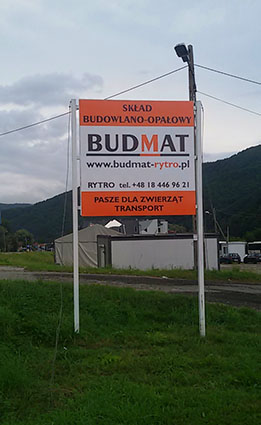 SKŁAD
BUDOWLANO-OPAŁOWY
BUDMAT
www.budmat-rytro.pl
RYTRO tel. +48 18 446 96 21
PASZE DLA ZWIERZĄT
TRANSPORT